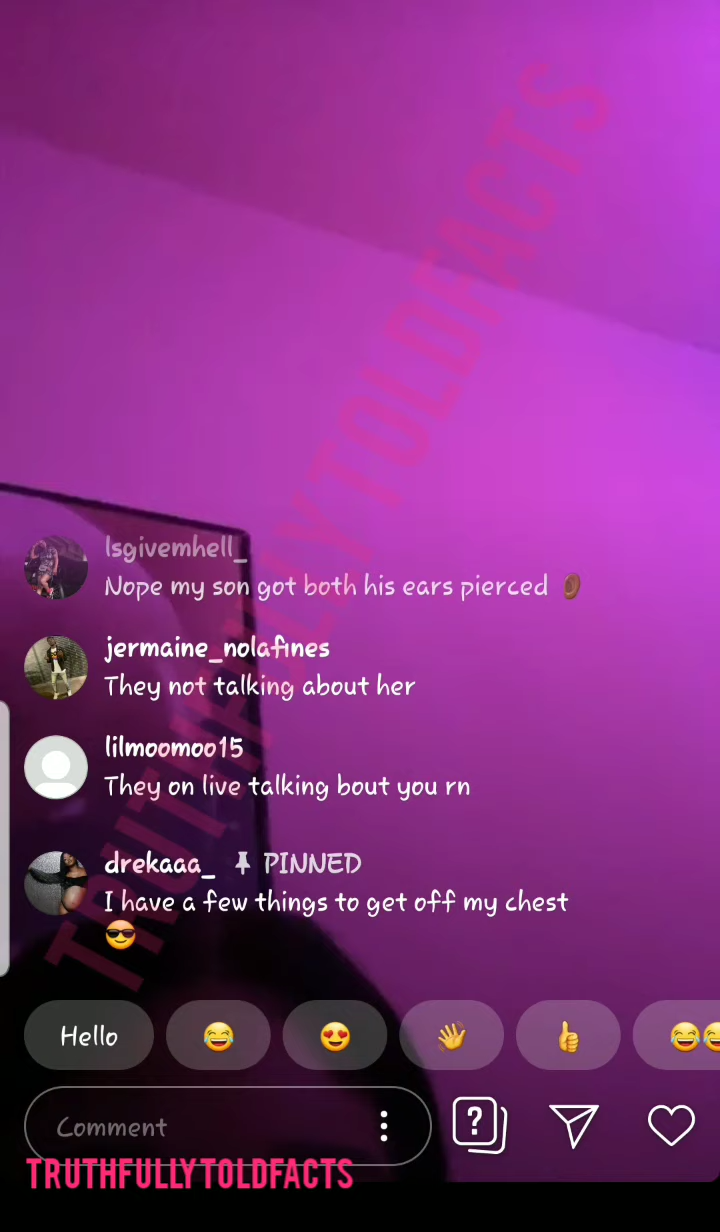 TRUTHFULLYTOLDFACTS
lsgivemhell_
Nope my son got both his ears pierced 👂🏾
jermaine_nolafines
They not talking about her
lilmoomoo15
They on live talking bout you rn
drekaaa_ PINNED
I have a few things to get off my chest
😎
Hello 😂 😍 👋 👍 😂😂
Comment
TRUTHFULLYTOLDFACTS